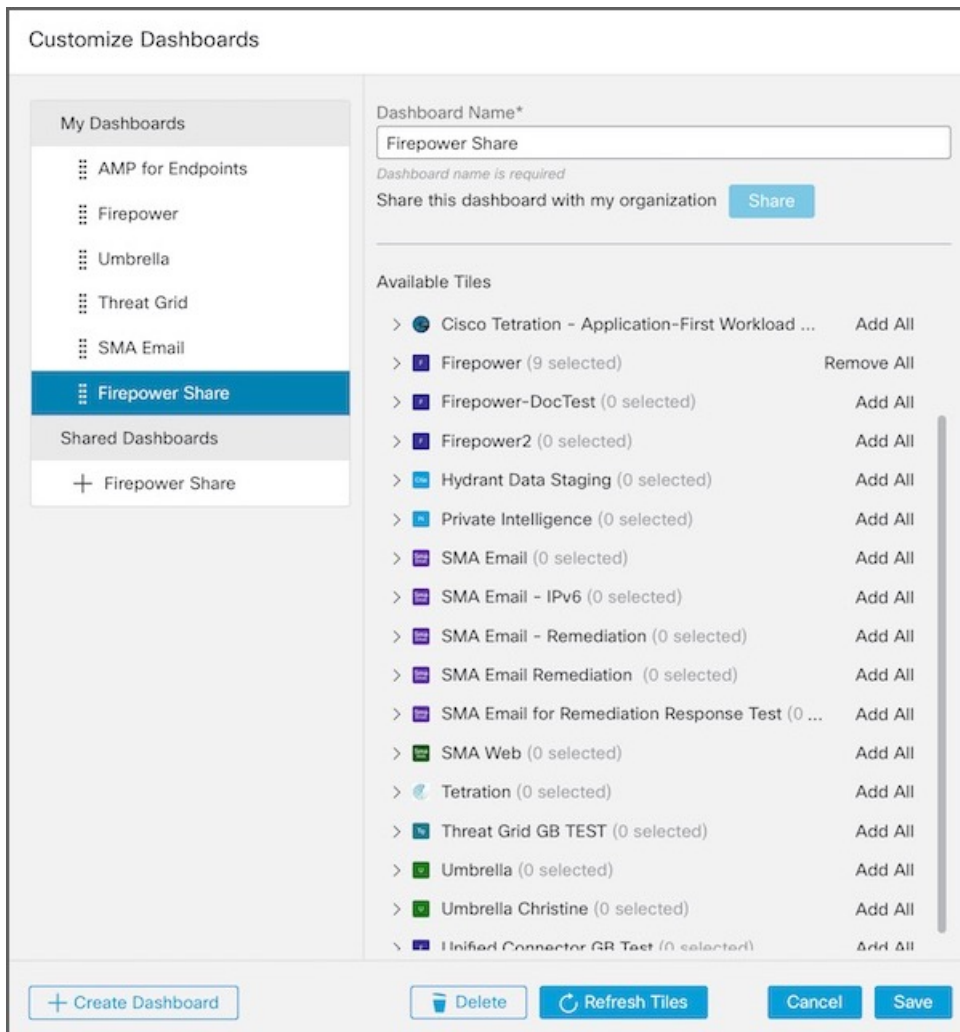 Customize Dashboards
My Dashboards
AMP for Endpoints
Firepower
Umbrella
Threat Grid
SMA Email
Firepower Share
Shared Dashboards
Firepower Share
Dashboard Name*
Firepower Share
Dashboard name is required
Share this dashboard with my organization Share
Available Tiles
Cisco Tetration - Application-First Workload ... Add All
Firepower (9 selected) Remove All
Firepower-DocTest (0 selected) Add All
Firepower2 (0 selected) Add All
Hydrant Data Staging (0 selected) Add All
Private Intelligence (0 selected) Add All
SMA Email (0 selected) Add All
SMA Email - IPv6 (0 selected) Add All
SMA Email - Remediation (0 selected) Add All
SMA Email Remediation (0 selected) Add All
SMA Email for Remediation Response Test (0 ... Add All
SMA Web (0 selected) Add All
Tetration (0 selected) Add All
Threat Grid GB TEST (0 selected) Add All
Umbrella (0 selected) Add All
Umbrella Christine (0 selected) Add All
Unified Connector GB Test (0 selected) Add All
+ Create Dashboard Delete Refresh Tiles Cancel Save